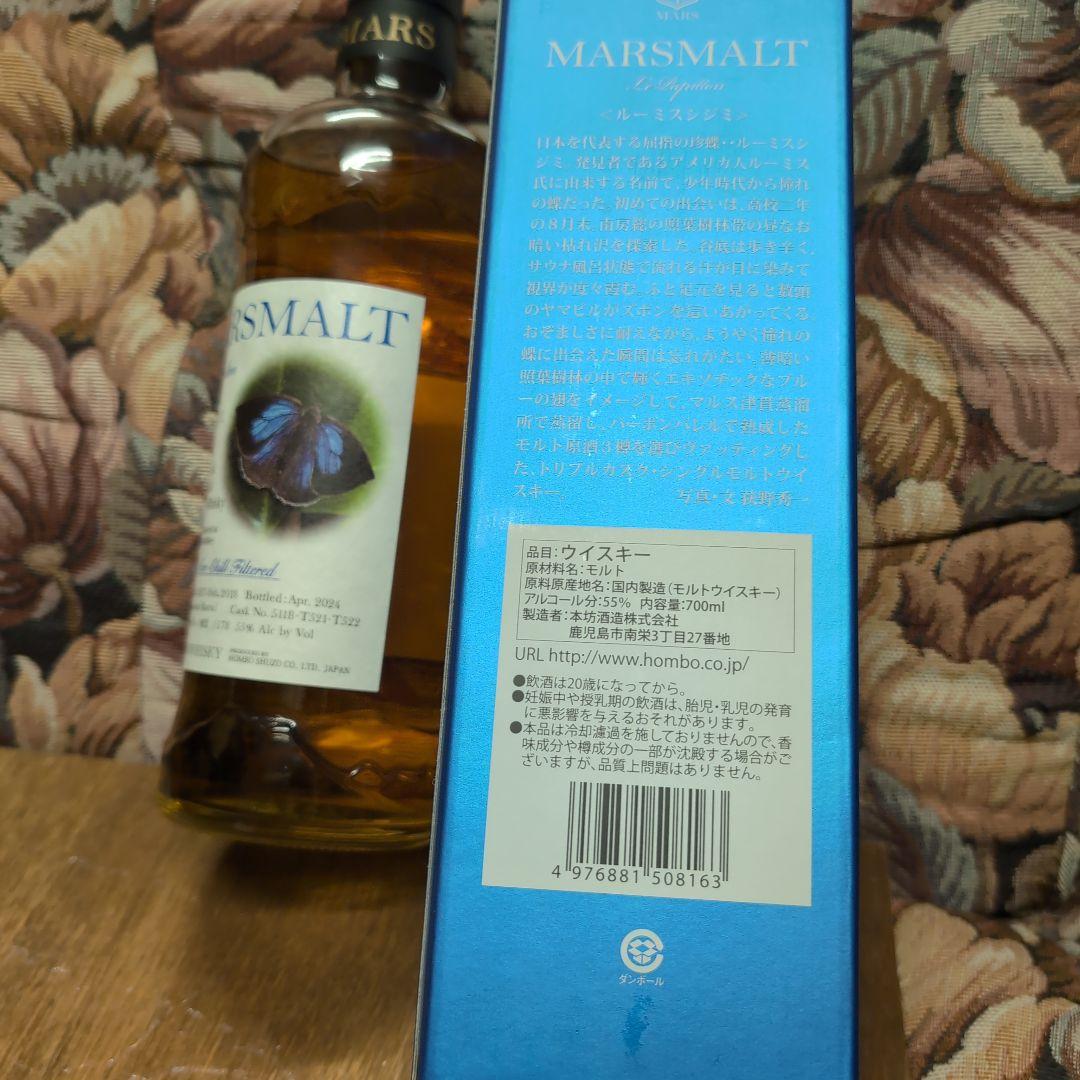 MARS
RSMALT
Chill Filtered
2018 Bottled: Apr. 2024
Cask No. 5118・T521・T522
/178 55% Alc by Vol
WHISKY
PRODUCED BY
HOMBO SHUZO CO., LTD. JAPAN
MARS
MARSMALT
Le Papillon
<ルーミスシジミ>
日本を代表する屈指の珍蝶‥ルーミスシ
ジミ。発見者であるアメリカ人ルーミス
氏に由来する名前で、少年時代から憧れ
の蝶だった。初めての出会いは、高校二年
の8月末。南房総の照葉樹林帯の昼なお
暗い枯れ沢を探索した。谷底は歩き辛く、
サウナ風呂状態で流れる汗が目に染みて
視界が度々霞む。ふと足元を見ると数頭
のヤマビルがズボンを這いあがってくる。
おぞましさに耐えながら、ようやく憧れの
蝶に出会えた瞬間は忘れがたい。薄暗い
照葉樹林の中で輝くエキゾチックなブル
ーの翅をイメージして、マルス津貫蒸溜
所で蒸留し、バーボンバレルで熟成した
モルト原酒3樽を選びヴァッティングし
た、トリプルカスク・シングルモルトウイ
スキー。 写真・文 荻野秀一
品目:ウイスキー
原材料名:モルト
原料原産地名:国内製造(モルトウイスキー)
アルコール分:55% 内容量:700ml
製造者:本坊酒造株式会社
鹿児島市南栄3丁目27番地
URL http://www.hombo.co.jp/
●飲酒は20歳になってから。
●妊娠中や授乳期の飲酒は、胎児・乳児の発育
に悪影響を与えるおそれがあります。
●本品は冷却濾過を施しておりませんので、香
味成分や樽成分の一部が沈殿する場合がご
ざいますが、品質上問題はありません。
4 976881 508163
ダンボール